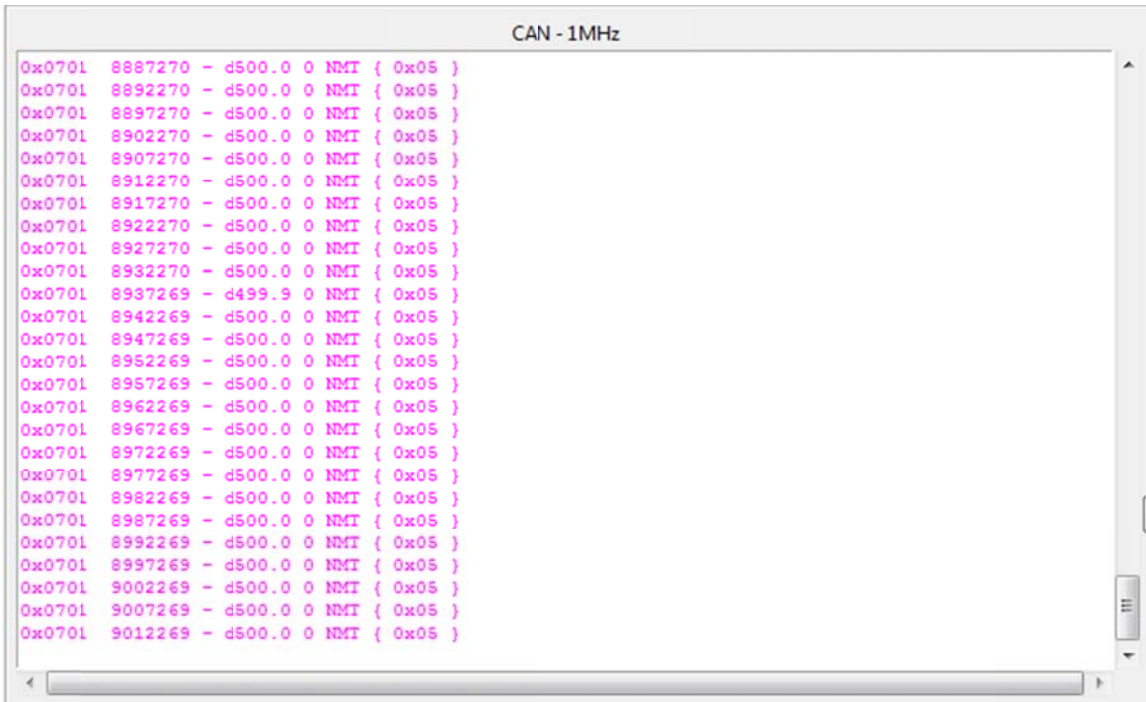 CAN - 1MHz
0x0701  8887270 - d500.0 0 NMT { 0x05 }
0x0701  8892270 - d500.0 0 NMT { 0x05 }
0x0701  8897270 - d500.0 0 NMT { 0x05 }
0x0701  8902270 - d500.0 0 NMT { 0x05 }
0x0701  8907270 - d500.0 0 NMT { 0x05 }
0x0701  8912270 - d500.0 0 NMT { 0x05 }
0x0701  8917270 - d500.0 0 NMT { 0x05 }
0x0701  8922270 - d500.0 0 NMT { 0x05 }
0x0701  8927270 - d500.0 0 NMT { 0x05 }
0x0701  8932270 - d500.0 0 NMT { 0x05 }
0x0701  8937269 - d499.9 0 NMT { 0x05 }
0x0701  8942269 - d500.0 0 NMT { 0x05 }
0x0701  8947269 - d500.0 0 NMT { 0x05 }
0x0701  8952269 - d500.0 0 NMT { 0x05 }
0x0701  8957269 - d500.0 0 NMT { 0x05 }
0x0701  8962269 - d500.0 0 NMT { 0x05 }
0x0701  8967269 - d500.0 0 NMT { 0x05 }
0x0701  8972269 - d500.0 0 NMT { 0x05 }
0x0701  8977269 - d500.0 0 NMT { 0x05 }
0x0701  8982269 - d500.0 0 NMT { 0x05 }
0x0701  8987269 - d500.0 0 NMT { 0x05 }
0x0701  8992269 - d500.0 0 NMT { 0x05 }
0x0701  8997269 - d500.0 0 NMT { 0x05 }
0x0701  9002269 - d500.0 0 NMT { 0x05 }
0x0701  9007269 - d500.0 0 NMT { 0x05 }
0x0701  9012269 - d500.0 0 NMT { 0x05 }